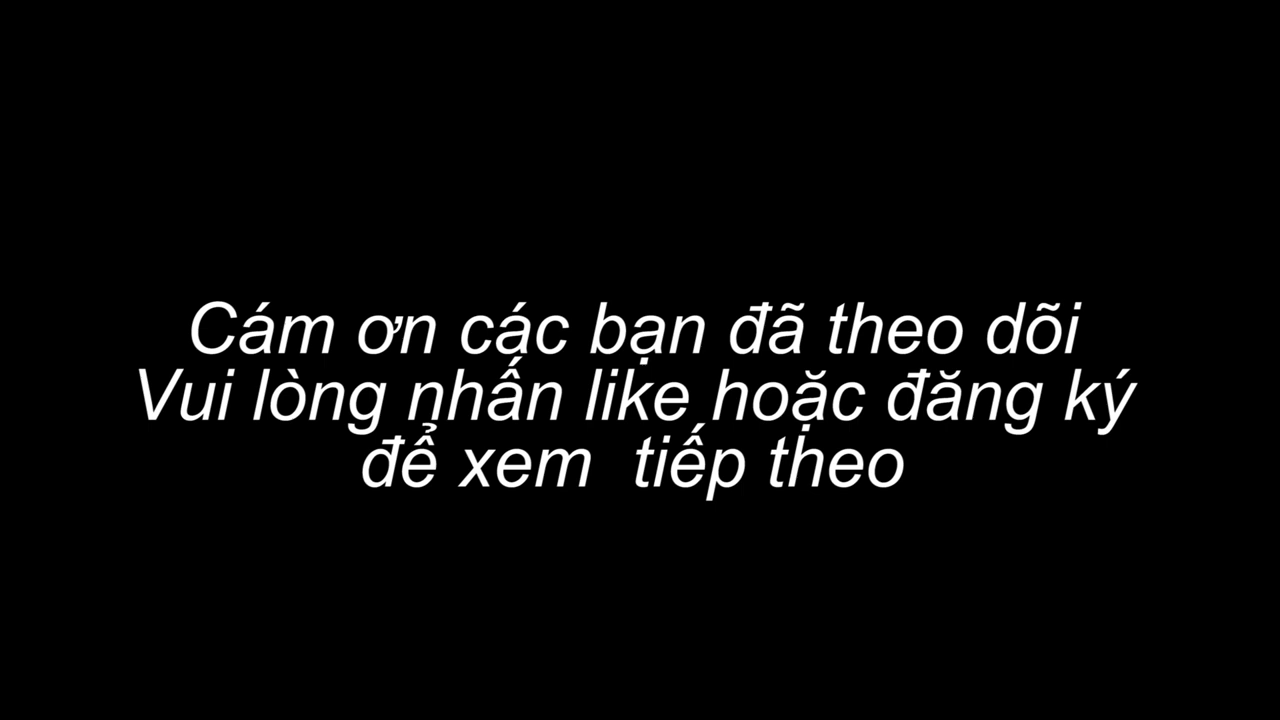 Cám ơn các bạn đã theo dõi
Vui lòng nhấn like hoặc đăng ký
để xem  tiếp theo